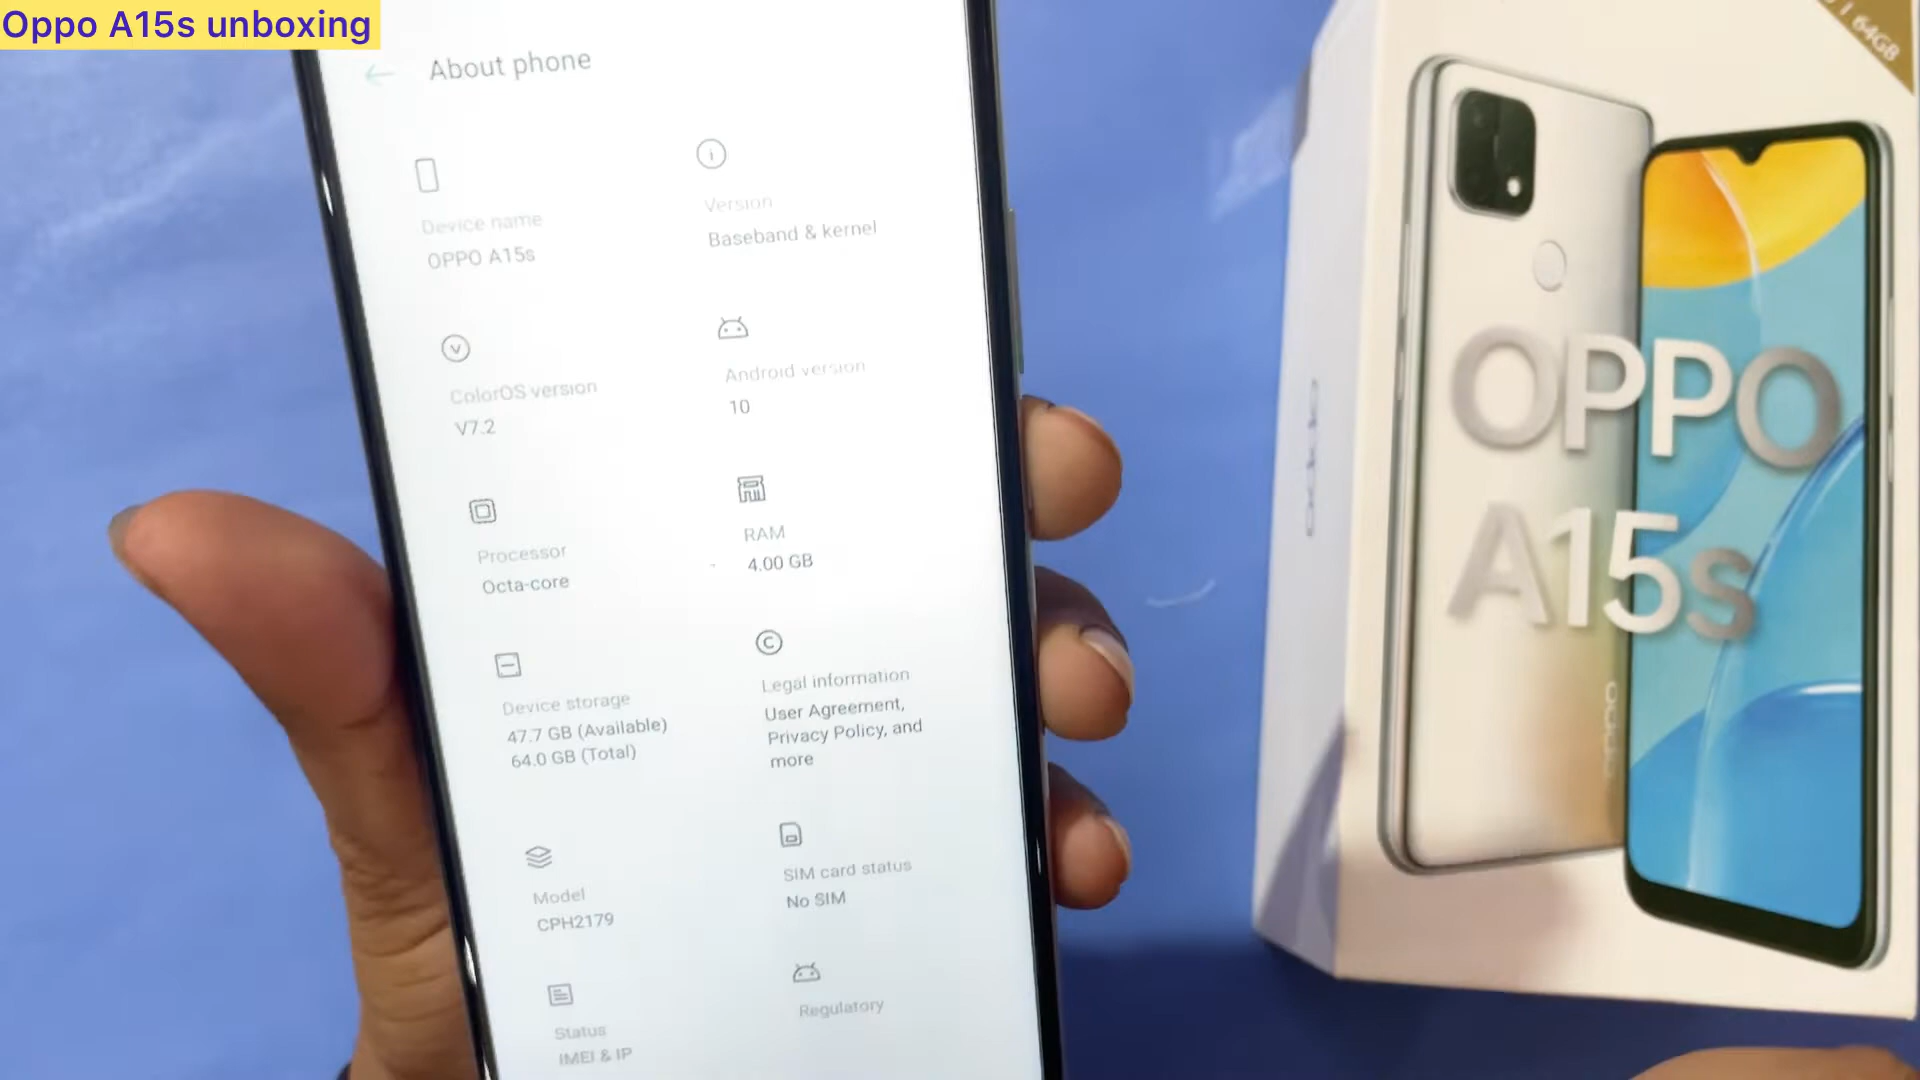 Oppo A15s unboxing
About phone
Device name
OPPO A15s
Version
Baseband & kernel
ColorOS version
V7.2
Android version
10
Processor
Octa-core
RAM
4.00 GB
Device storage
47.7 GB (Available)
64.0 GB (Total)
Legal information
User Agreement,
Privacy Policy, and
more
Model
CPH2179
SIM card status
No SIM
Status
IMEI & IP
Regulatory
64GB
OPPO
A15s
oppo
oppo